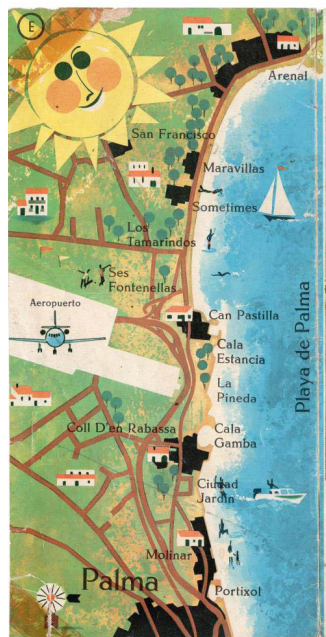 E
Arenal
San Francisco
Maravillas
Sometimes
Los
Tamarindos
Ses
Fontenellas
Aeropuerto
Can Pastilla
Cala
Estancia
La
Pineda
Playa de Palma
Coll D'en Rabassa
Cala
Gamba
Ciudad
Jardin
Molinar
Palma
Portixol